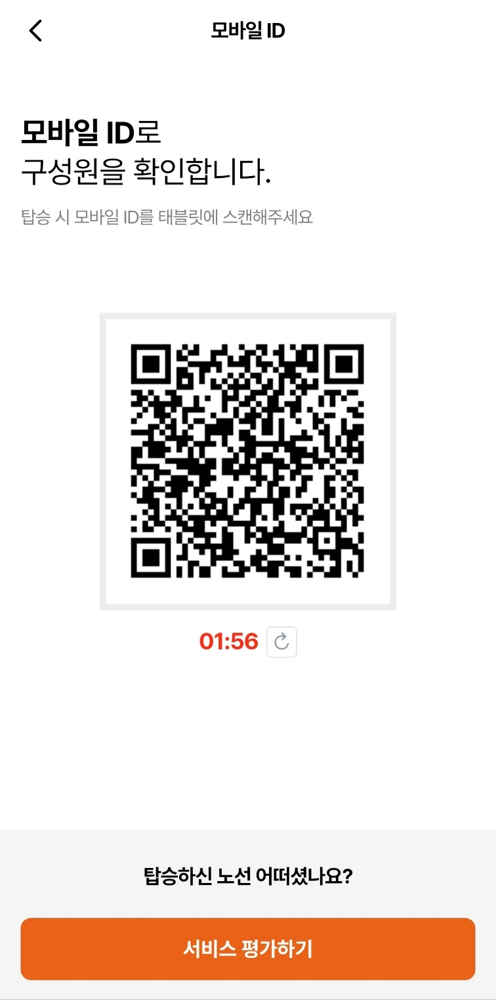 모바일 ID
모바일 ID로
구성원을 확인합니다.
탑승 시 모바일 ID를 태블릿에 스캔해주세요
01:56
탑승하신 노선 어떠셨나요?
서비스 평가하기